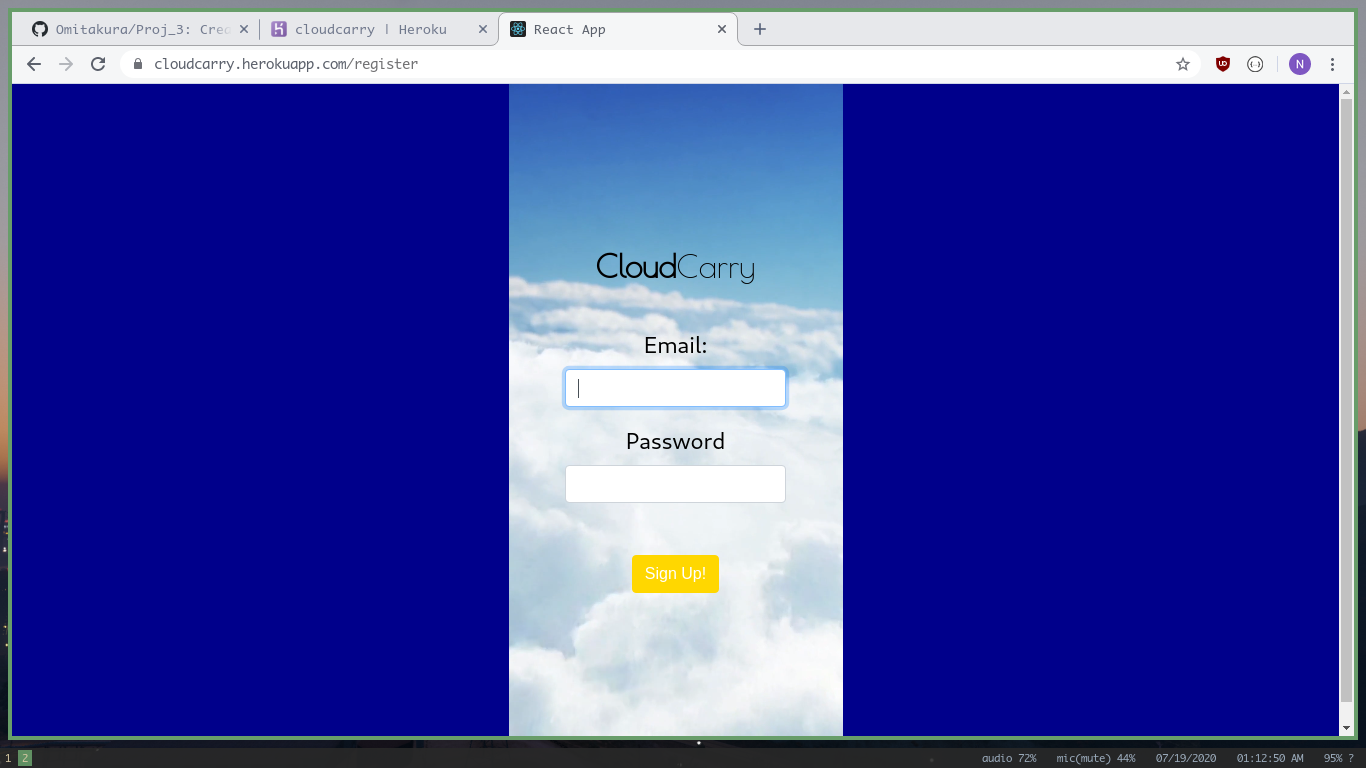 Omitakura/Proj_3: Crea
cloudcarry | Heroku
React App
cloudcarry.herokuapp.com/register
N
CloudCarry
Email:
Password
Sign Up!
1 2
audio 72% mic(mute) 44% 07/19/2020 01:12:50 AM 95% ?